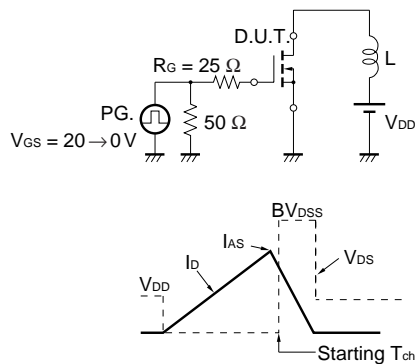 D.U.T.
RG = 25 Ω
L
PG.
50 Ω
VDD
VGS = 20 → 0 V
BVDSS
IAS
VDD
ID
VDS
Starting Tch